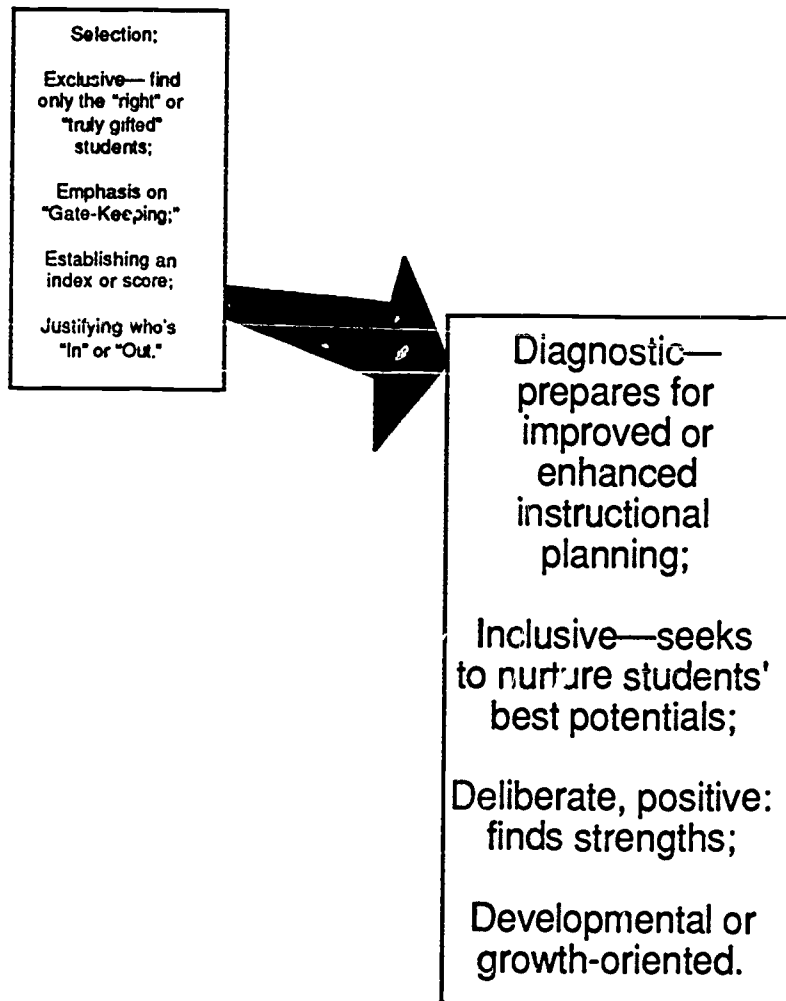 Selection;
Exclusive— find
only the "right" or
"truly gifted"
students;
Emphasis on
"Gate-Keeping;"
Establishing an
index or score;
Justifying who's
"In" or "Out."
Diagnostic—
prepares for
improved or
enhanced
instructional
planning;
Inclusive—seeks
to nurture students'
best potentials;
Deliberate, positive:
finds strengths;
Developmental or
growth-oriented.